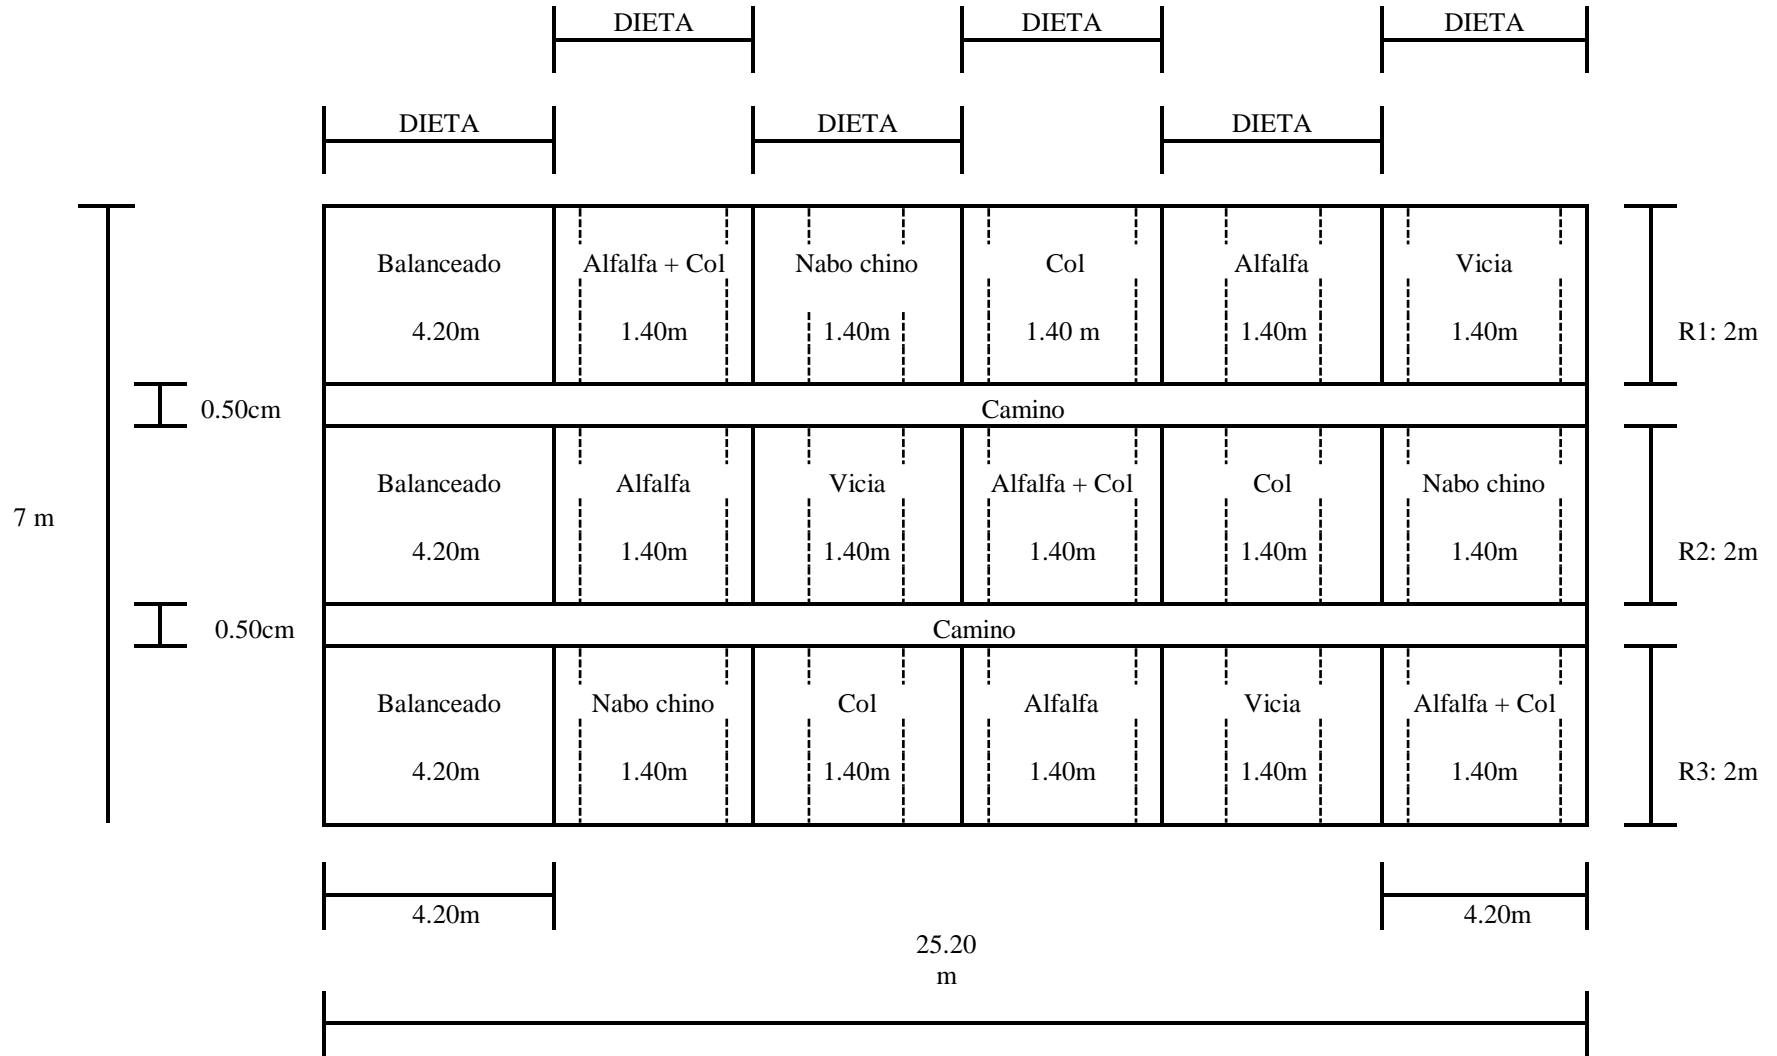 DIETA DIETA DIETA
DIETA DIETA DIETA
Balanceado Alfalfa + Col Nabo chino Col Alfalfa Vicia
4.20m 1.40m 1.40m 1.40 m 1.40m 1.40m R1: 2m
0.50cm Camino
Balanceado Alfalfa Vicia Alfalfa + Col Col Nabo chino
7 m
4.20m 1.40m 1.40m 1.40m 1.40m 1.40m R2: 2m
0.50cm Camino
Balanceado Nabo chino Col Alfalfa Vicia Alfalfa + Col
4.20m 1.40m 1.40m 1.40m 1.40m 1.40m R3: 2m
4.20m 4.20m
25.20
m